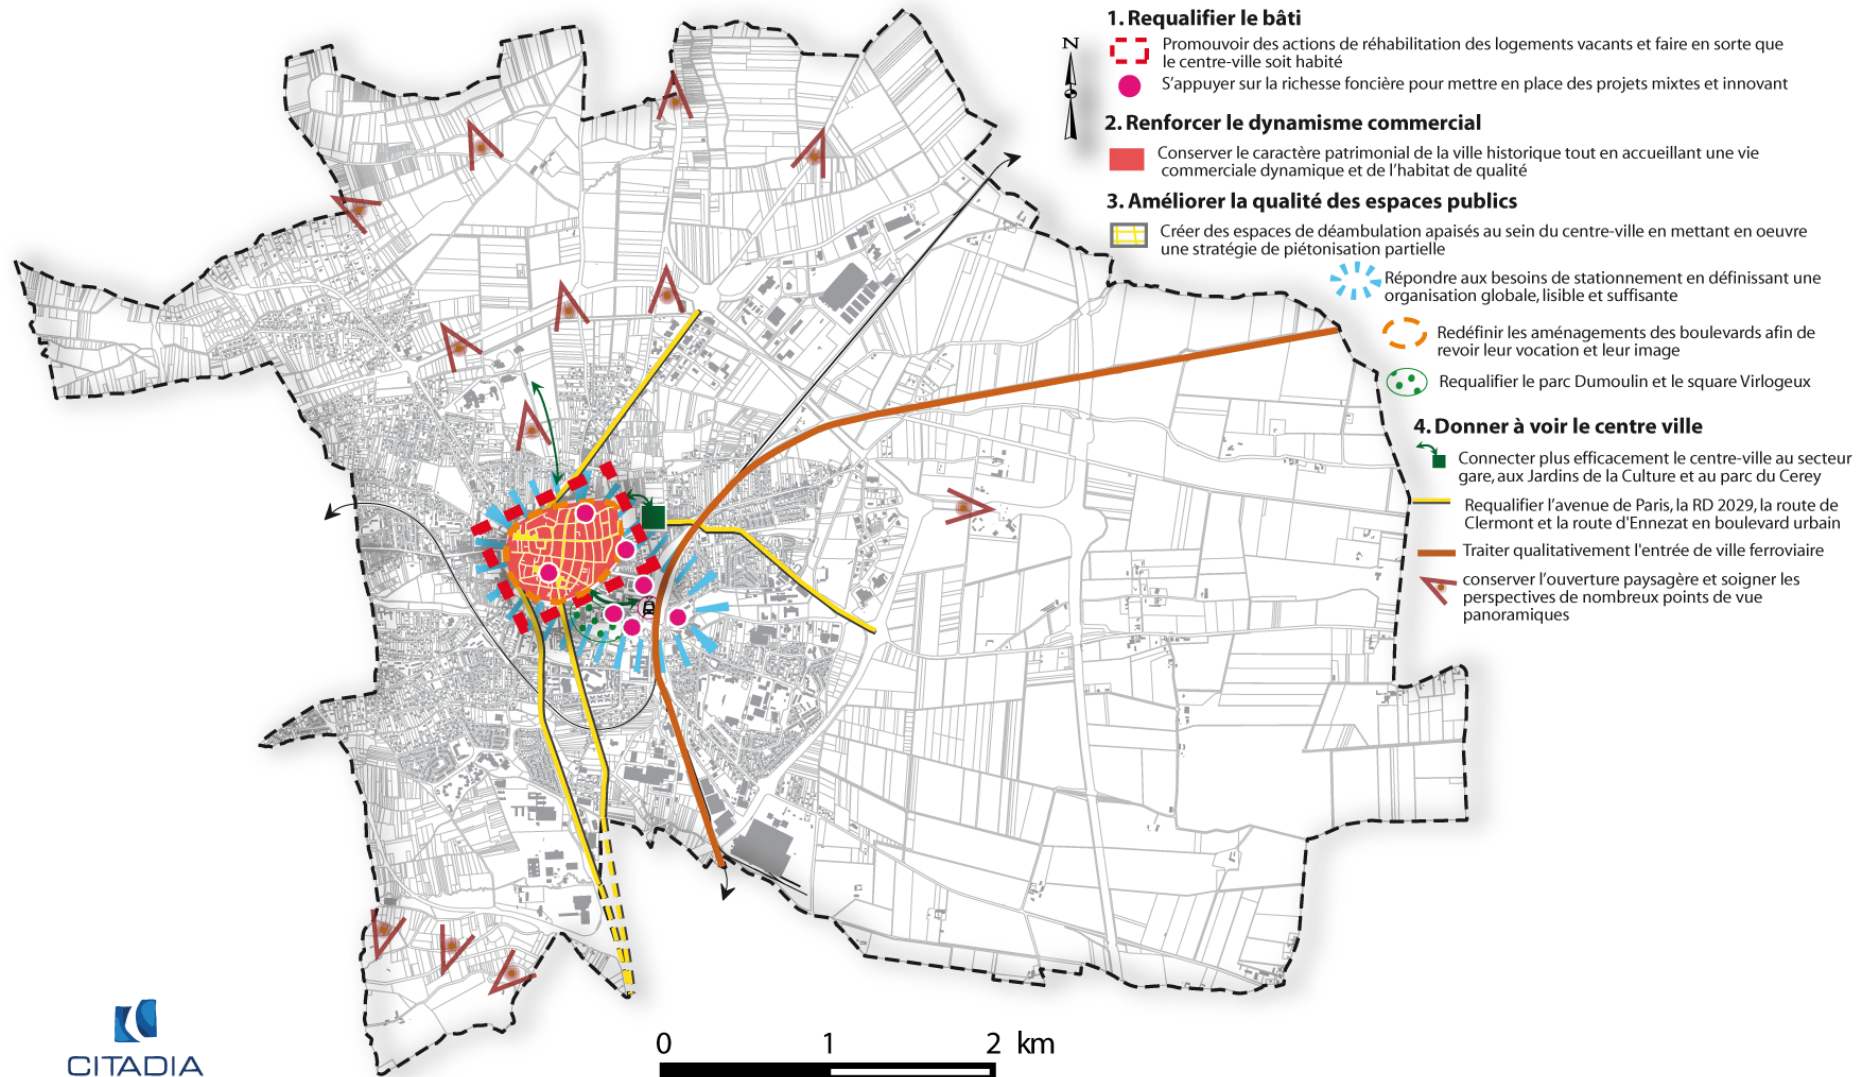 1. Requalifier le bâti
Promouvoir des actions de réhabilitation des logements vacants et faire en sorte que
le centre-ville soit habité
S'appuyer sur la richesse foncière pour mettre en place des projets mixtes et innovant
N
2. Renforcer le dynamisme commercial
Conserver le caractère patrimonial de la ville historique tout en accueillant une vie
commerciale dynamique et de l'habitat de qualité
3. Améliorer la qualité des espaces publics
Créer des espaces de déambulation apaisés au sein du centre-ville en mettant en oeuvre
une stratégie de piétonisation partielle
Répondre aux besoins de stationnement en définissant une
organisation globale, lisible et suffisante
Redéfinir les aménagements des boulevards afin de
revoir leur vocation et leur image
Requalifier le parc Dumoulin et le square Virlogeux
4. Donner à voir le centre ville
Connecter plus efficacement le centre-ville au secteur
gare, aux Jardins de la Culture et au parc du Cerey
Requalifier l'avenue de Paris, la RD 2029, la route de
Clermont et la route d'Ennezat en boulevard urbain
Traiter qualitativement l'entrée de ville ferroviaire
conserver l'ouverture paysagère et soigner les
perspectives de nombreux points de vue
panoramiques
CITADIA
0 1 2 km